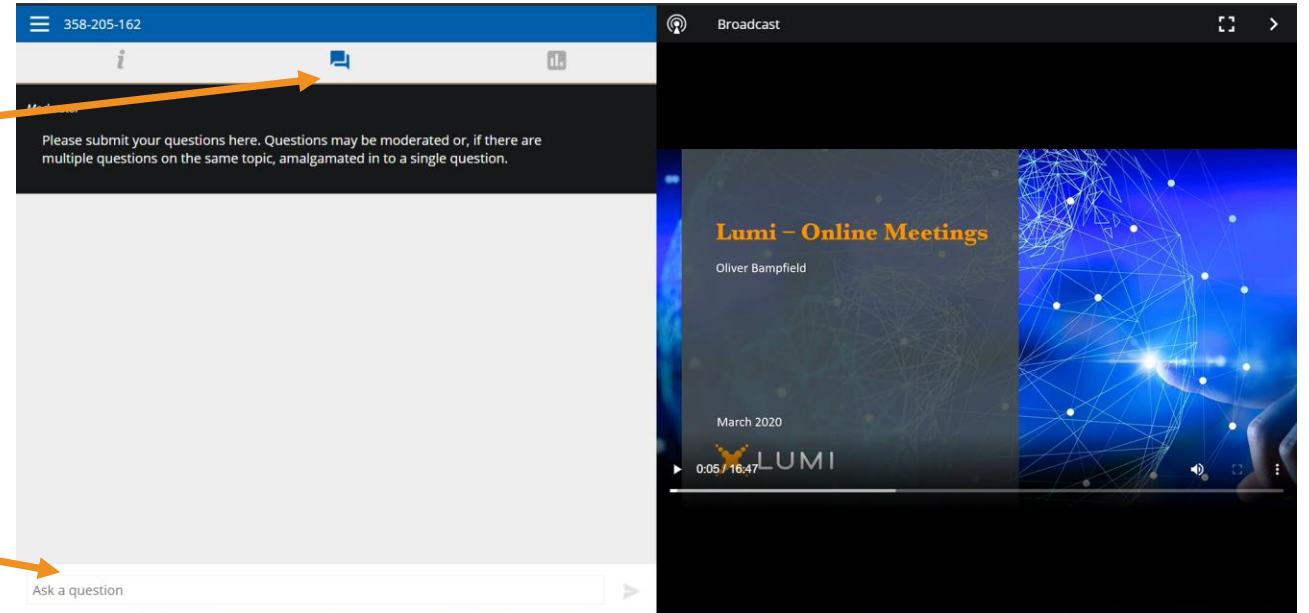 358-205-162
Please submit your questions here. Questions may be moderated or, if there are
multiple questions on the same topic, amalgamated in to a single question.
Ask a question
Broadcast
Lumi – Online Meetings
Oliver Bampfield
March 2020
LUMI
0:05 / 16:47